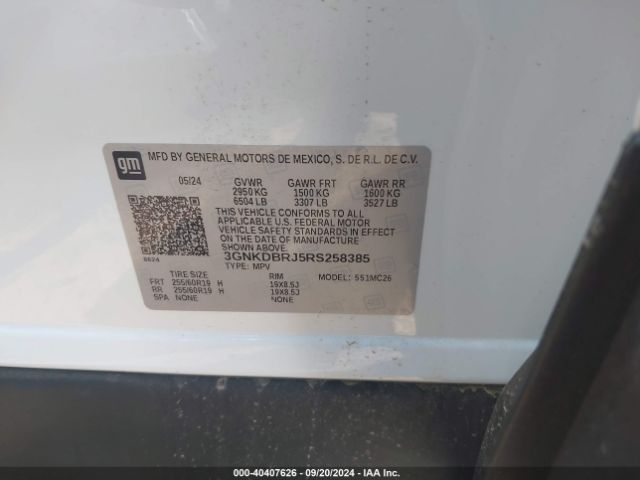 gm
MFD BY GENERAL MOTORS DE MEXICO, S. DE R.L. DE C.V.
05/24 GVWR GAWR FRT GAWR RR
2950 KG 1500 KG 1600 KG
6504 LB 3307 LB 3527 LB
THIS VEHICLE CONFORMS TO ALL
APPLICABLE U.S. FEDERAL MOTOR
VEHICLE SAFETY STANDARDS IN EFFECT
ON THE DATE OF MANUFACTURE
SHOWN ABOVE.
3GNKDBRJ5RS258385
6624 TYPE: MPV MODEL: 551MC26
TIRE SIZE RIM
FRT 255/60R19 H 19X8.5J
RR 255/60R19 H 19X8.5J
SPA NONE NONE
000-40407626 - 09/20/2024 - IAA Inc.